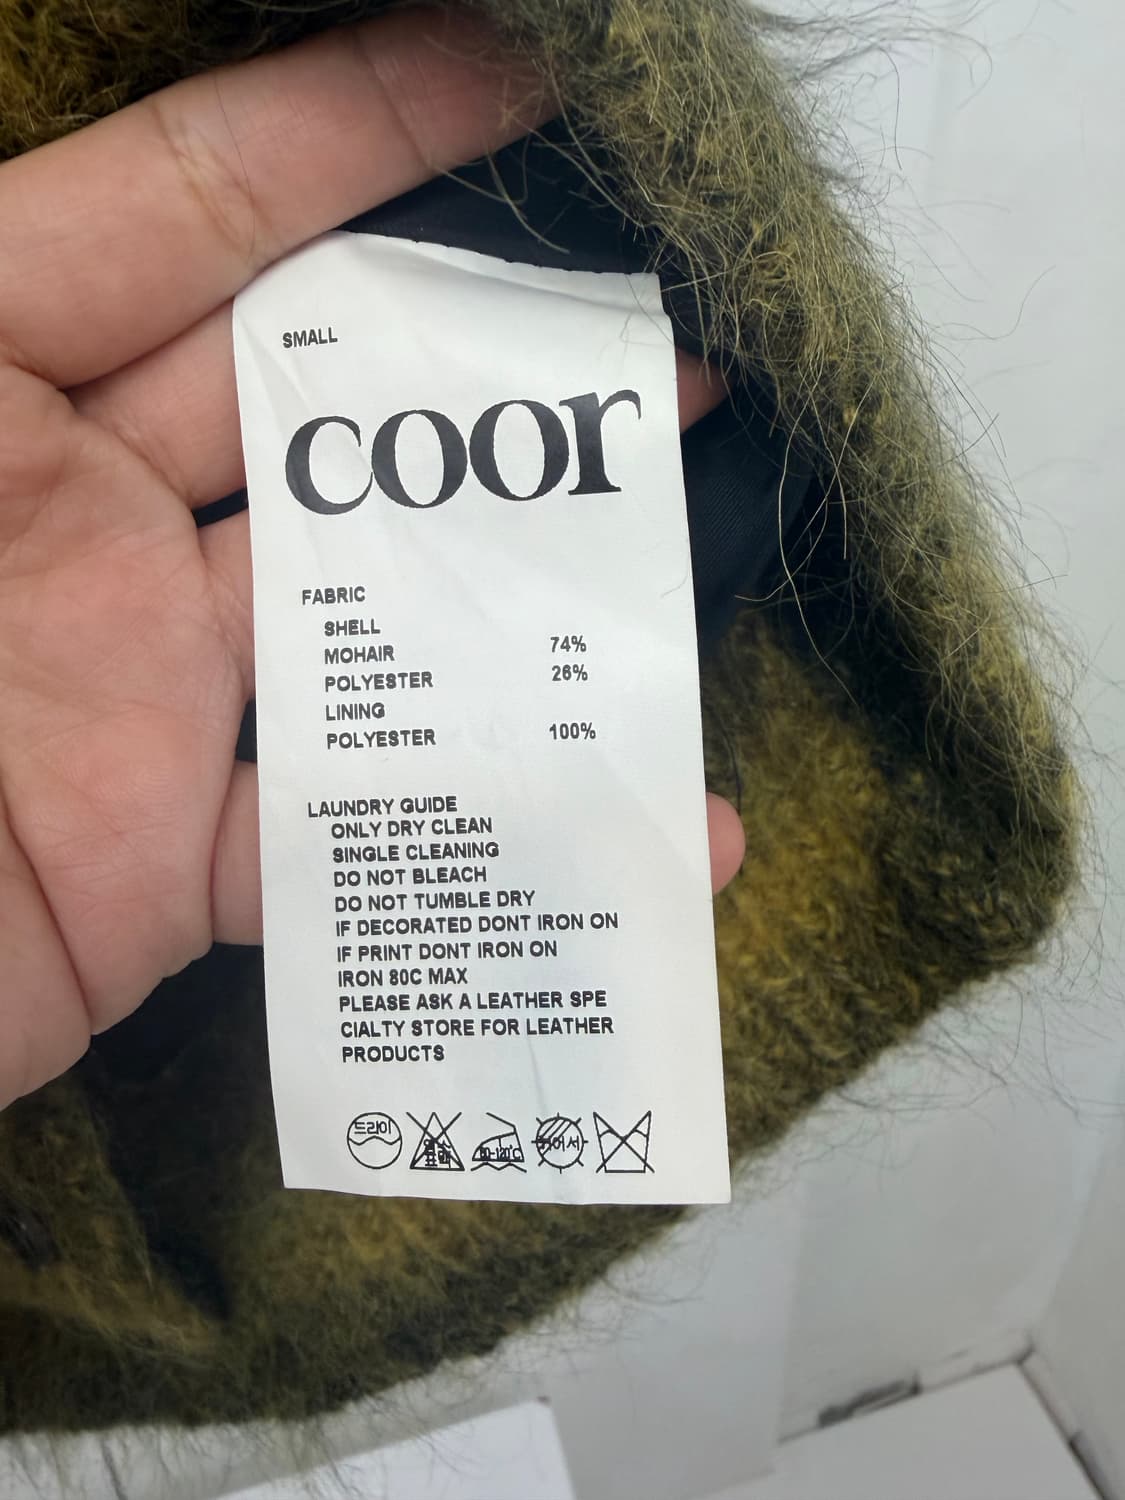 SMALL
coor
FABRIC
SHELL
MOHAIR 74%
POLYESTER 26%
LINING
POLYESTER 100%
LAUNDRY GUIDE
ONLY DRY CLEAN
SINGLE CLEANING
DO NOT BLEACH
DO NOT TUMBLE DRY
IF DECORATED DONT IRON ON
IF PRINT DONT IRON ON
IRON 80C MAX
PLEASE ASK A LEATHER SPE
CIALTY STORE FOR LEATHER
PRODUCTS
드라이